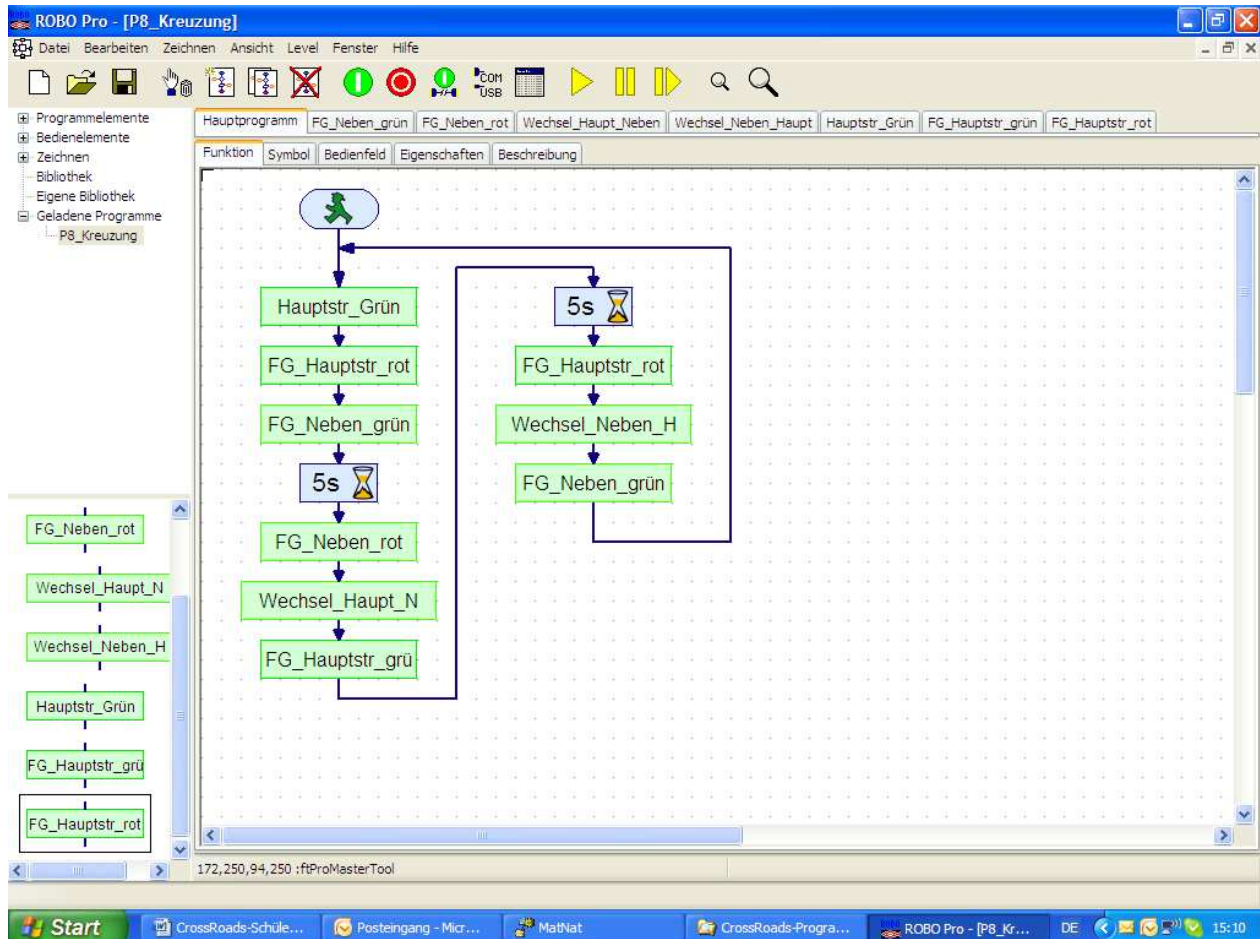 ROBO Pro - [P8_Kreuzung]
Datei Bearbeiten Zeichnen Ansicht Level Fenster Hilfe
COM
USB
Programmelemente
Bedienelemente
Zeichnen
Bibliothek
Eigene Bibliothek
Geladene Programme
P8_Kreuzung
Hauptprogramm FG_Neben_grün FG_Neben_rot Wechsel_Haupt_Neben Wechsel_Neben_Haupt Hauptstr_Grün FG_Hauptstr_grün FG_Hauptstr_rot
Funktion Symbol Bedienfeld Eigenschaften Beschreibung
Hauptstr_Grün
FG_Hauptstr_rot
FG_Neben_grün
5s
FG_Neben_rot
Wechsel_Haupt_N
FG_Hauptstr_grü
5s
FG_Hauptstr_rot
Wechsel_Neben_H
FG_Neben_grün
FG_Neben_rot
Wechsel_Haupt_N
Wechsel_Neben_H
Hauptstr_Grün
FG_Hauptstr_grü
FG_Hauptstr_rot
172,250,94,250 :ftProMasterTool
Start CrossRoads-Schüle... Posteingang - Micr... MatNat CrossRoads-Progra... ROBO Pro - [P8_Kr... DE 15:10